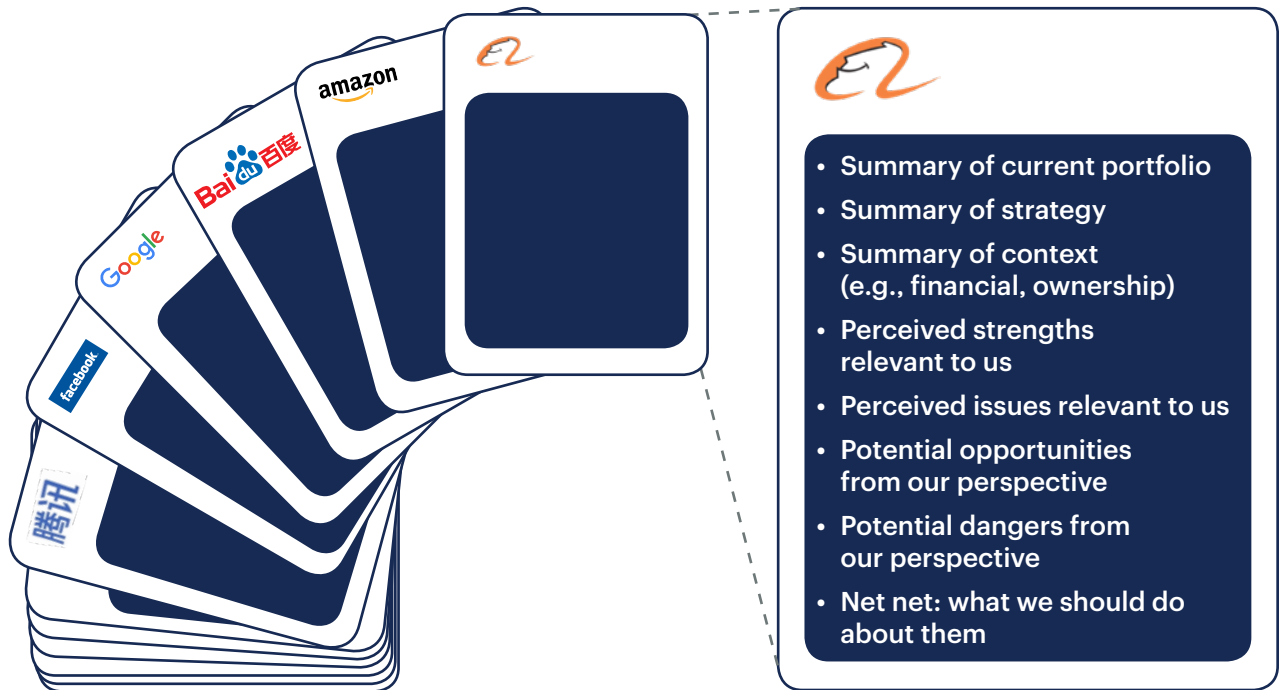 amazon
Bai du 百度
Google
facebook
腾讯
• Summary of current portfolio
• Summary of strategy
• Summary of context
(e.g., financial, ownership)
• Perceived strengths
relevant to us
• Perceived issues relevant to us
• Potential opportunities
from our perspective
• Potential dangers from
our perspective
• Net net: what we should do
about them